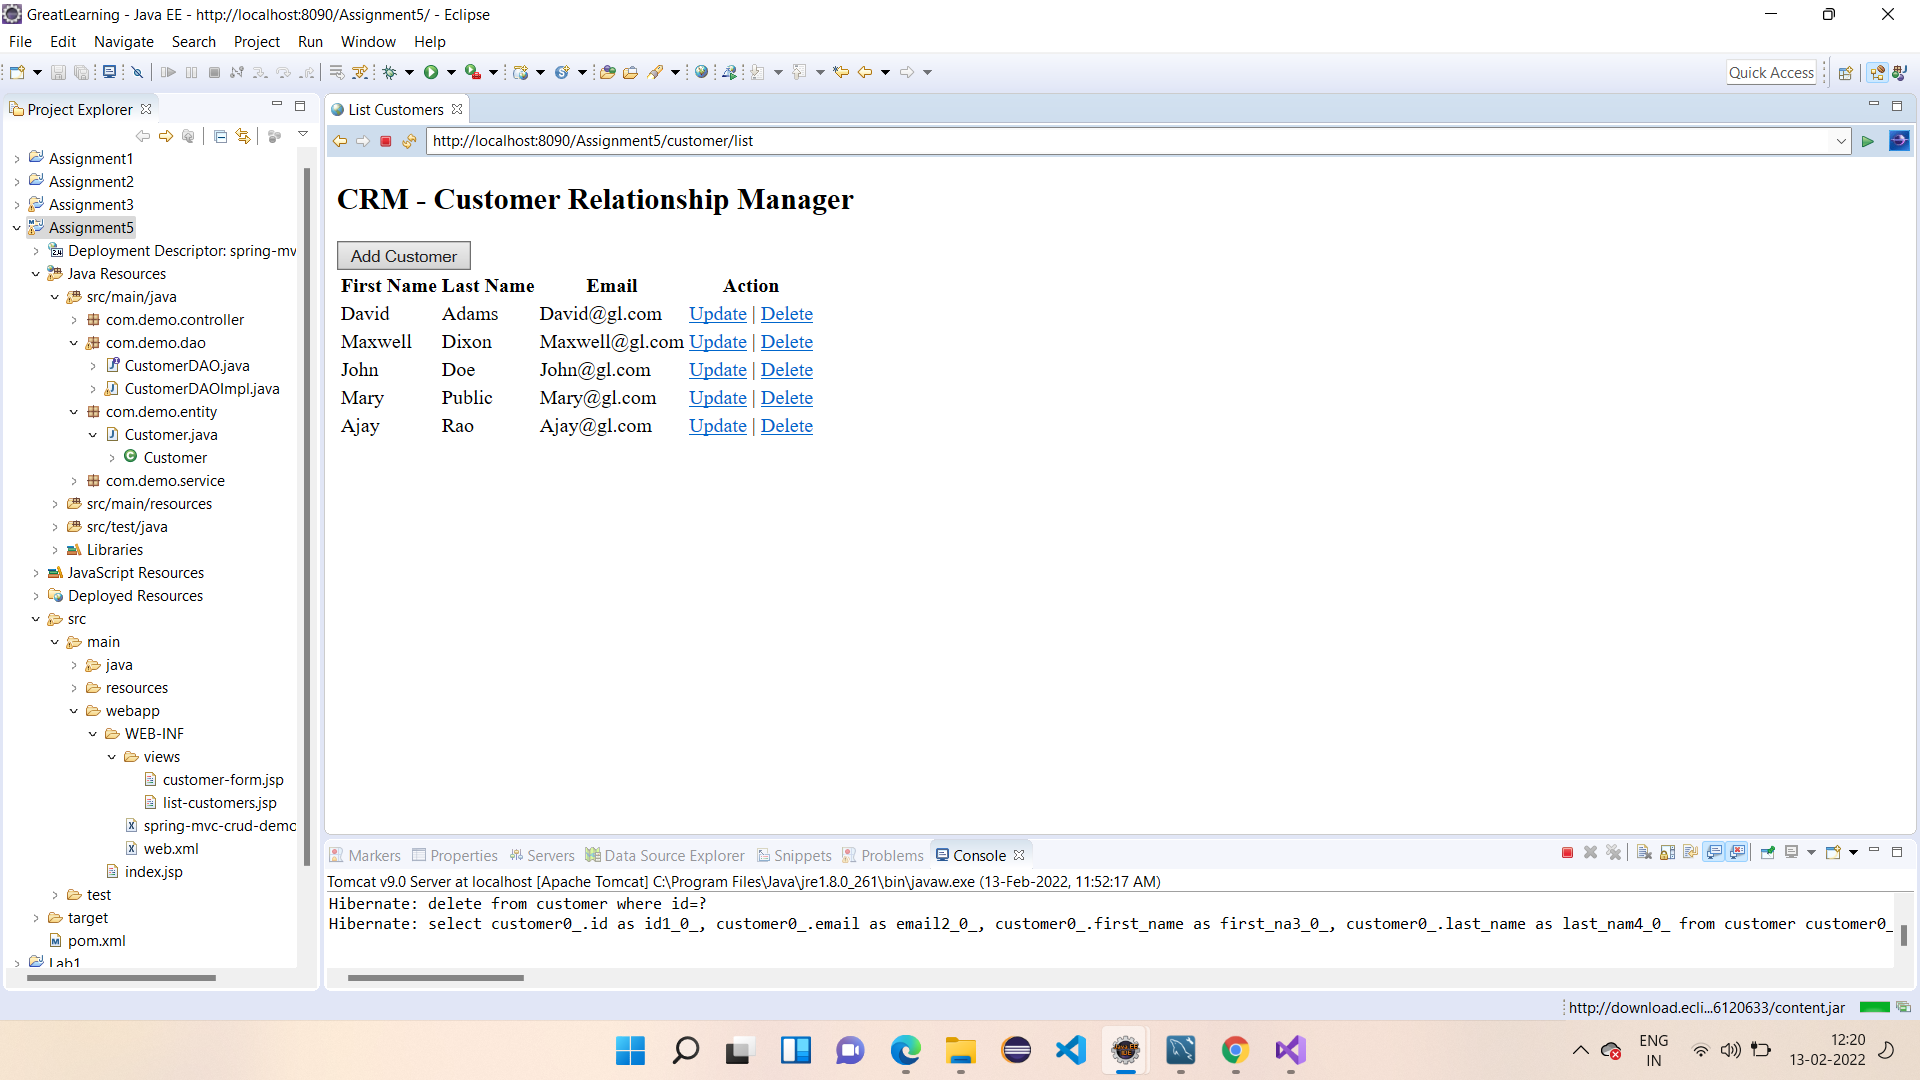 GreatLearning - Java EE - http://localhost:8090/Assignment5/ - Eclipse
File Edit Navigate Search Project Run Window Help
Quick Access
Project Explorer
Assignment1
Assignment2
Assignment3
Assignment5
Deployment Descriptor: spring-mv
Java Resources
src/main/java
com.demo.controller
com.demo.dao
CustomerDAO.java
CustomerDAOImpl.java
com.demo.entity
Customer.java
Customer
com.demo.service
src/main/resources
src/test/java
Libraries
JavaScript Resources
Deployed Resources
src
main
java
resources
webapp
WEB-INF
views
customer-form.jsp
list-customers.jsp
spring-mvc-crud-demo
web.xml
index.jsp
test
target
pom.xml
Lab1
List Customers
http://localhost:8090/Assignment5/customer/list
CRM - Customer Relationship Manager
Add Customer
First Name Last Name Email Action
David Adams David@gl.com Update | Delete
Maxwell Dixon Maxwell@gl.com Update | Delete
John Doe John@gl.com Update | Delete
Mary Public Mary@gl.com Update | Delete
Ajay Rao Ajay@gl.com Update | Delete
Markers Properties Servers Data Source Explorer Snippets Problems Console
Tomcat v9.0 Server at localhost [Apache Tomcat] C:\Program Files\Java\jre1.8.0_261\bin\javaw.exe (13-Feb-2022, 11:52:17 AM)
Hibernate: delete from customer where id=?
Hibernate: select customer0_.id as id1_0_, customer0_.email as email2_0_, customer0_.first_name as first_na3_0_, customer0_.last_name as last_nam4_0_ from customer customer0_
http://download.ecli...6120633/content.jar
ENG
IN
12:20
13-02-2022